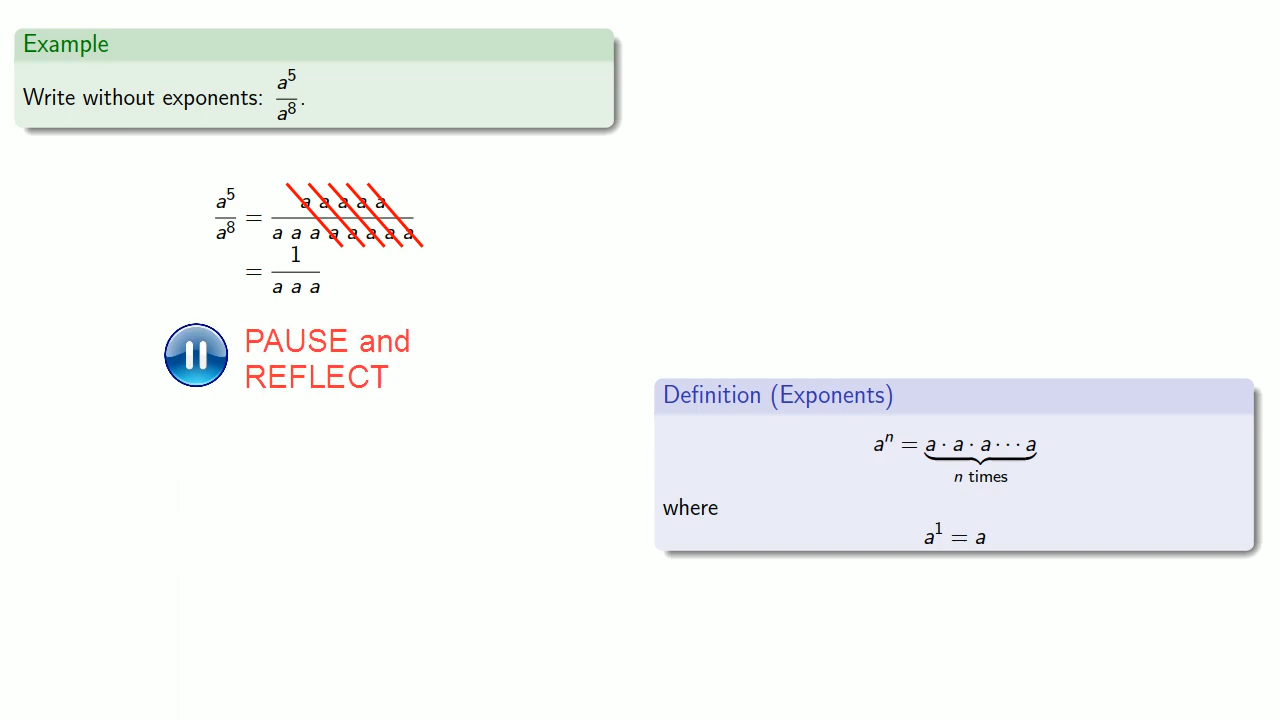 Example
Write without exponents: a^5/a^8.
a^5/a^8 = a a a a a / a a a a a a a a
= 1 / a a a
PAUSE and
REFLECT
Definition (Exponents)
a^n = a · a · a · · · a
n times
where
a^1 = a